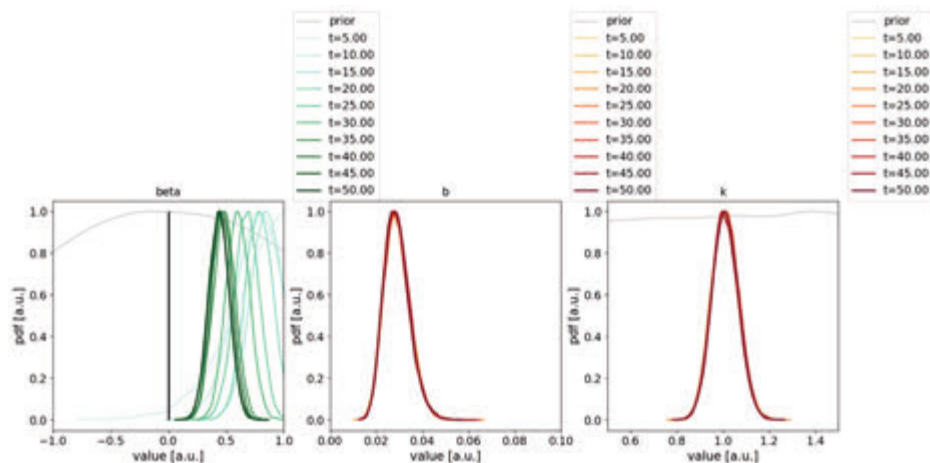 prior
t=5.00
t=10.00
t=15.00
t=20.00
t=25.00
t=30.00
t=35.00
t=40.00
t=45.00
t=50.00
prior
t=5.00
t=10.00
t=15.00
t=20.00
t=25.00
t=30.00
t=35.00
t=40.00
t=45.00
t=50.00
prior
t=5.00
t=10.00
t=15.00
t=20.00
t=25.00
t=30.00
t=35.00
t=40.00
t=45.00
t=50.00
beta
pdf [a.u.]
1.0
0.8
0.6
0.4
0.2
0.0
−1.0 −0.5 0.0 0.5 1.0
value [a.u.]
b
pdf [a.u.]
1.0
0.8
0.6
0.4
0.2
0.0
0.00 0.02 0.04 0.06 0.08 0.10
value [a.u.]
k
pdf [a.u.]
1.0
0.8
0.6
0.4
0.2
0.0
0.6 0.8 1.0 1.2 1.4
value [a.u.]